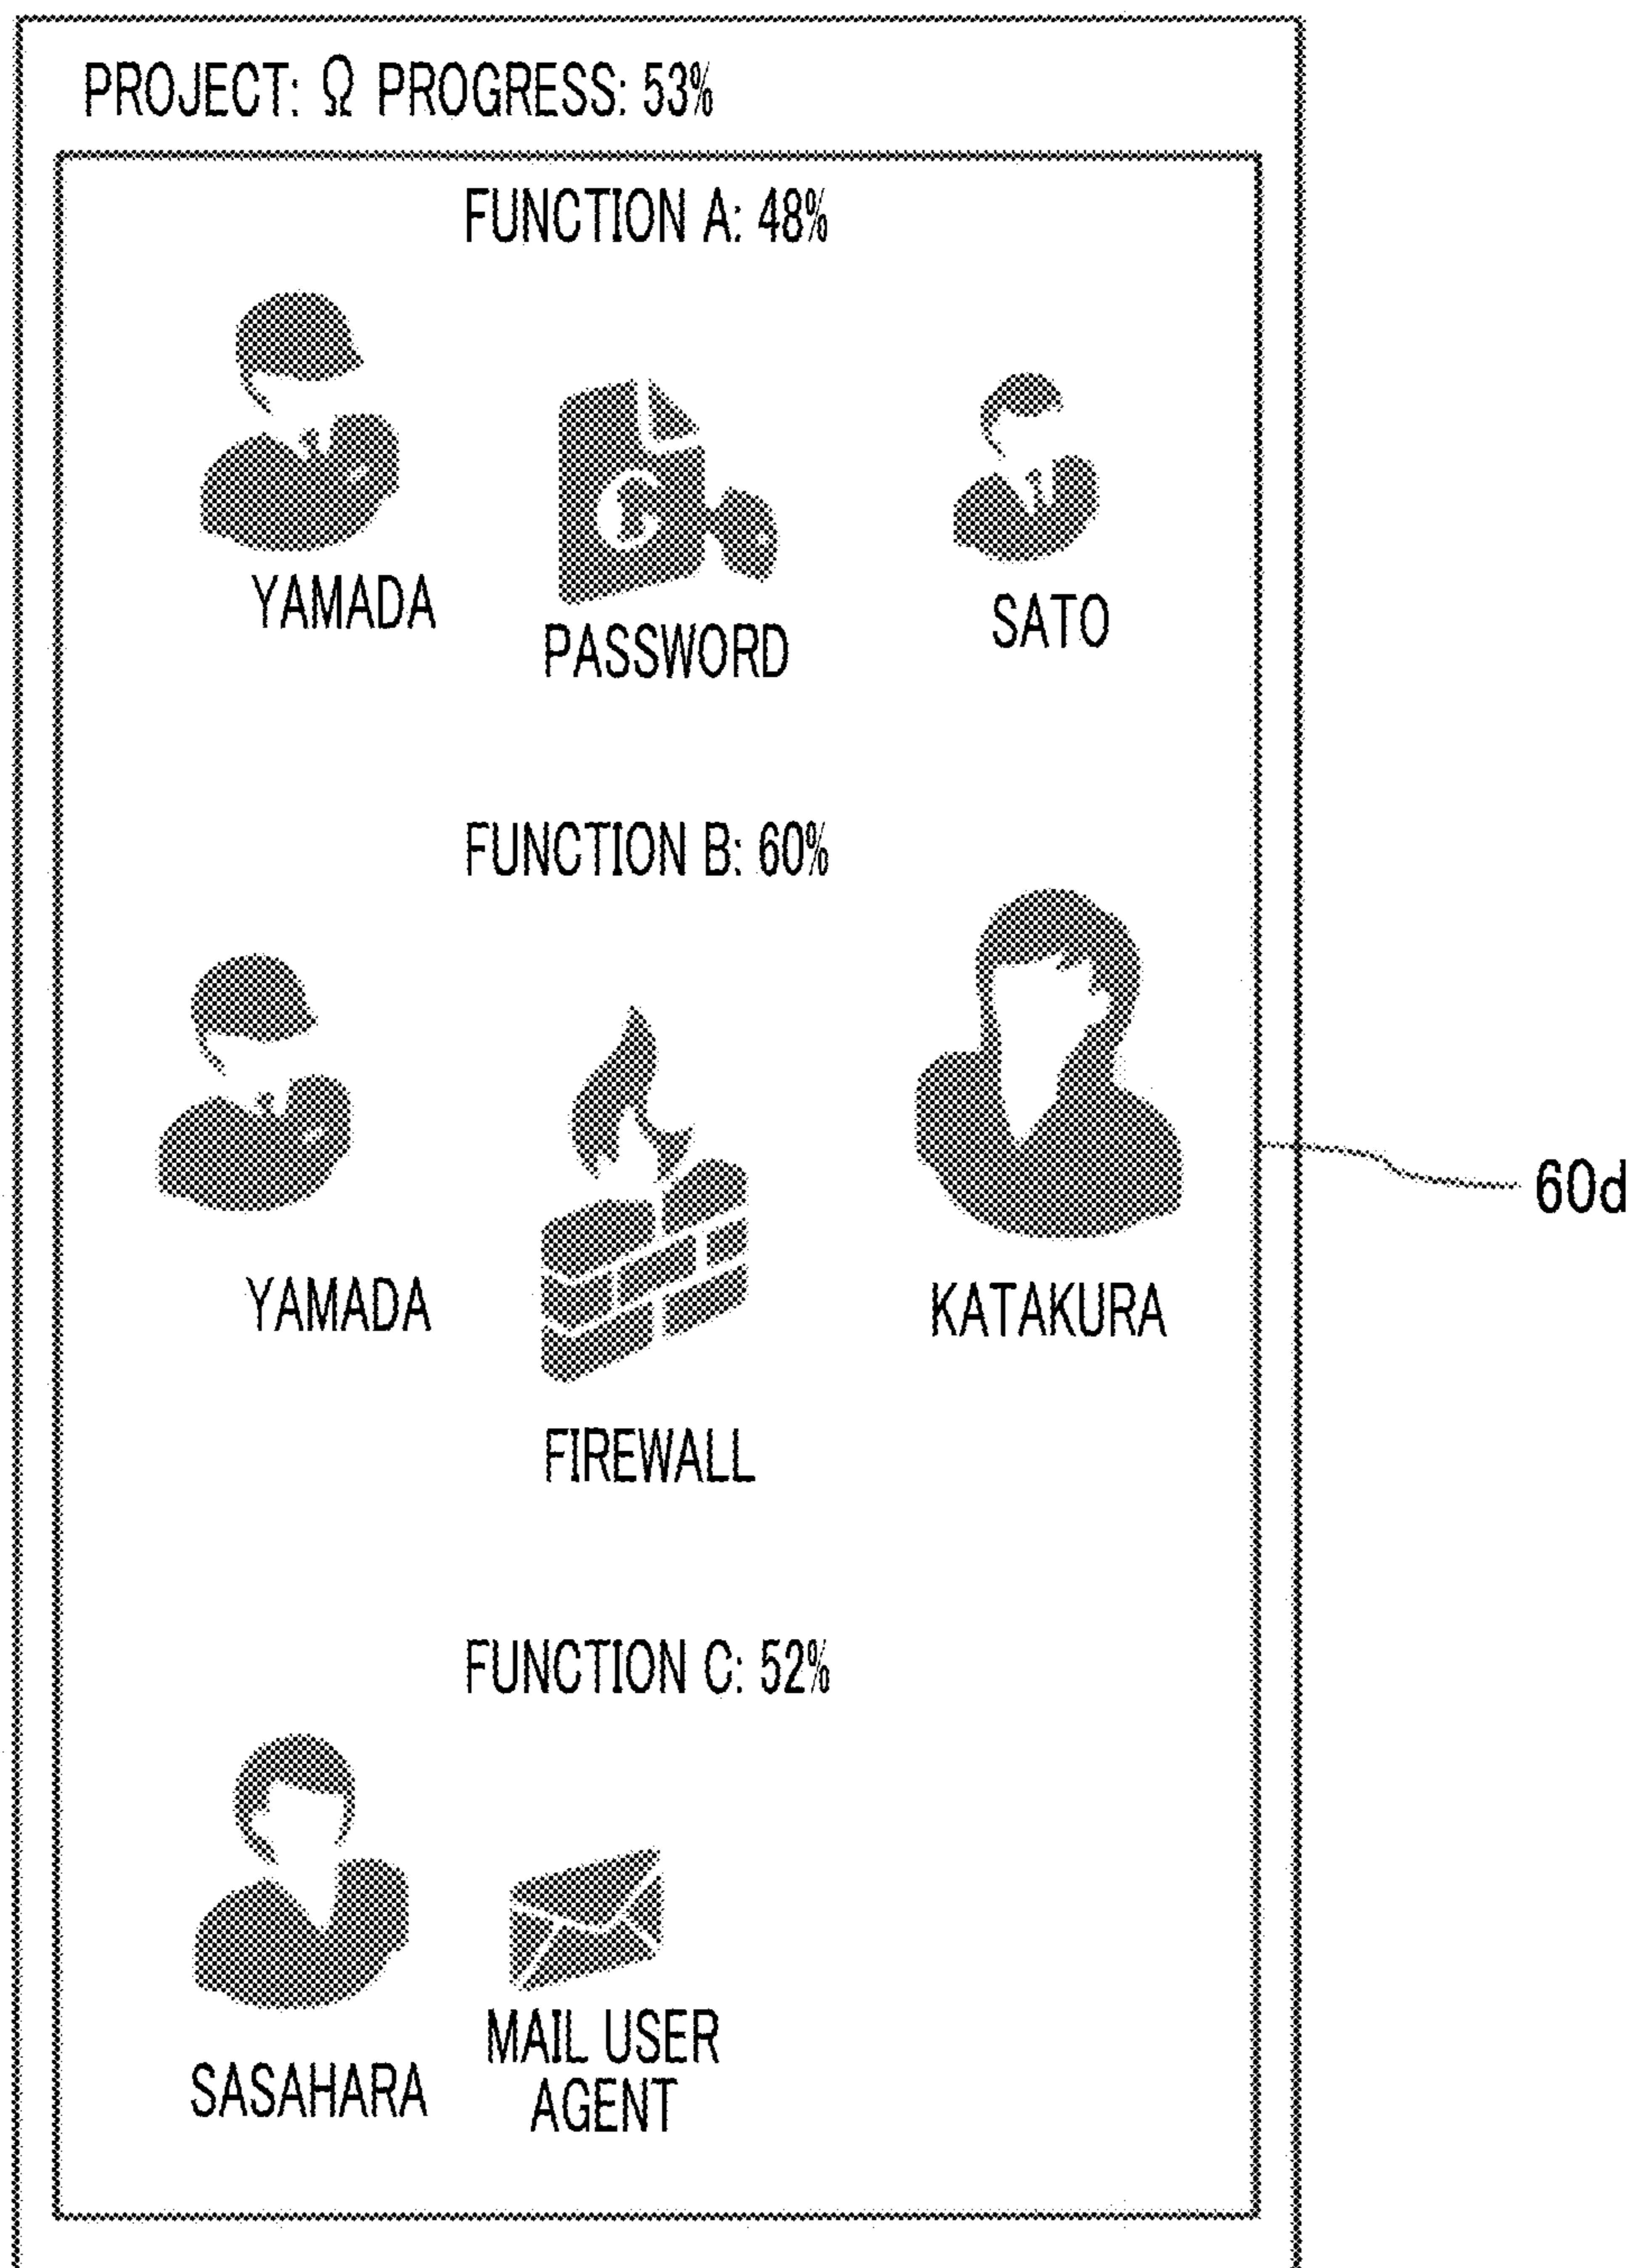 PROJECT: Ω PROGRESS: 53%
FUNCTION A: 48%
YAMADA
PASSWORD
SATO
FUNCTION B: 60%
YAMADA
FIREWALL
KATAKURA
60d
FUNCTION C: 52%
SASAHARA
MAIL USER
AGENT